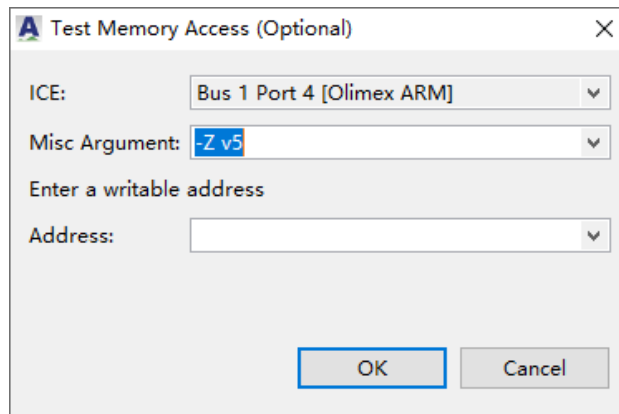 Test Memory Access (Optional)
ICE: Bus 1 Port 4 [Olimex ARM]
Misc Argument: -Z v5
Enter a writable address
Address:
OK Cancel